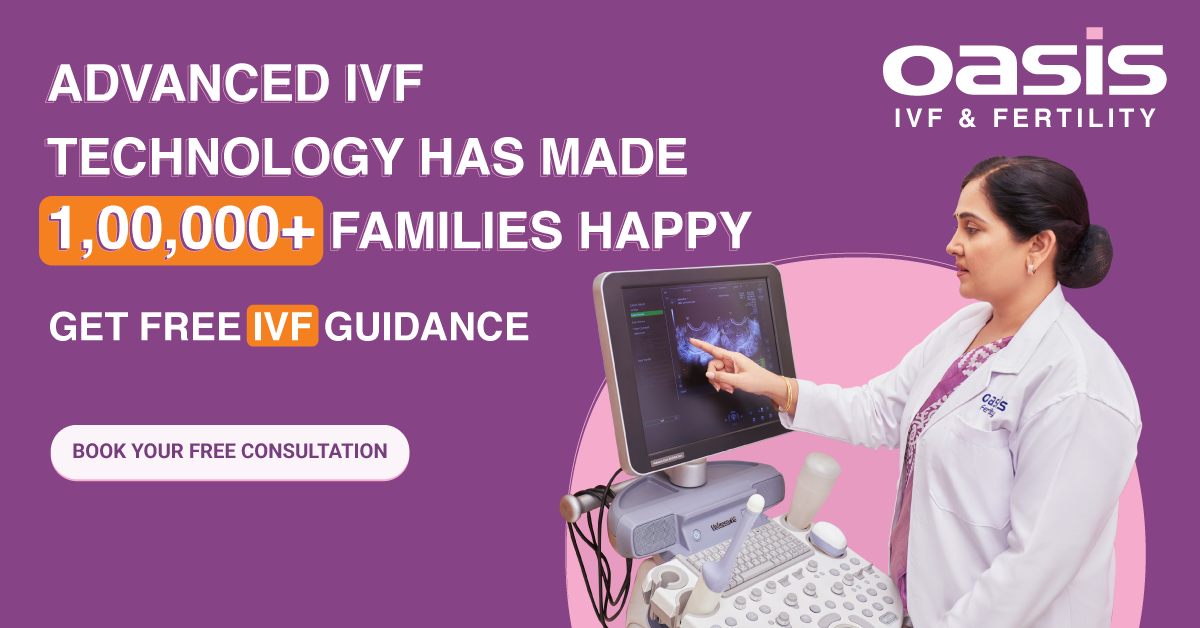 oasis
IVF & FERTILITY
ADVANCED IVF
TECHNOLOGY HAS MADE
1,00,000+ FAMILIES HAPPY
GET FREE IVF GUIDANCE
BOOK YOUR FREE CONSULTATION
oasis
Fertility